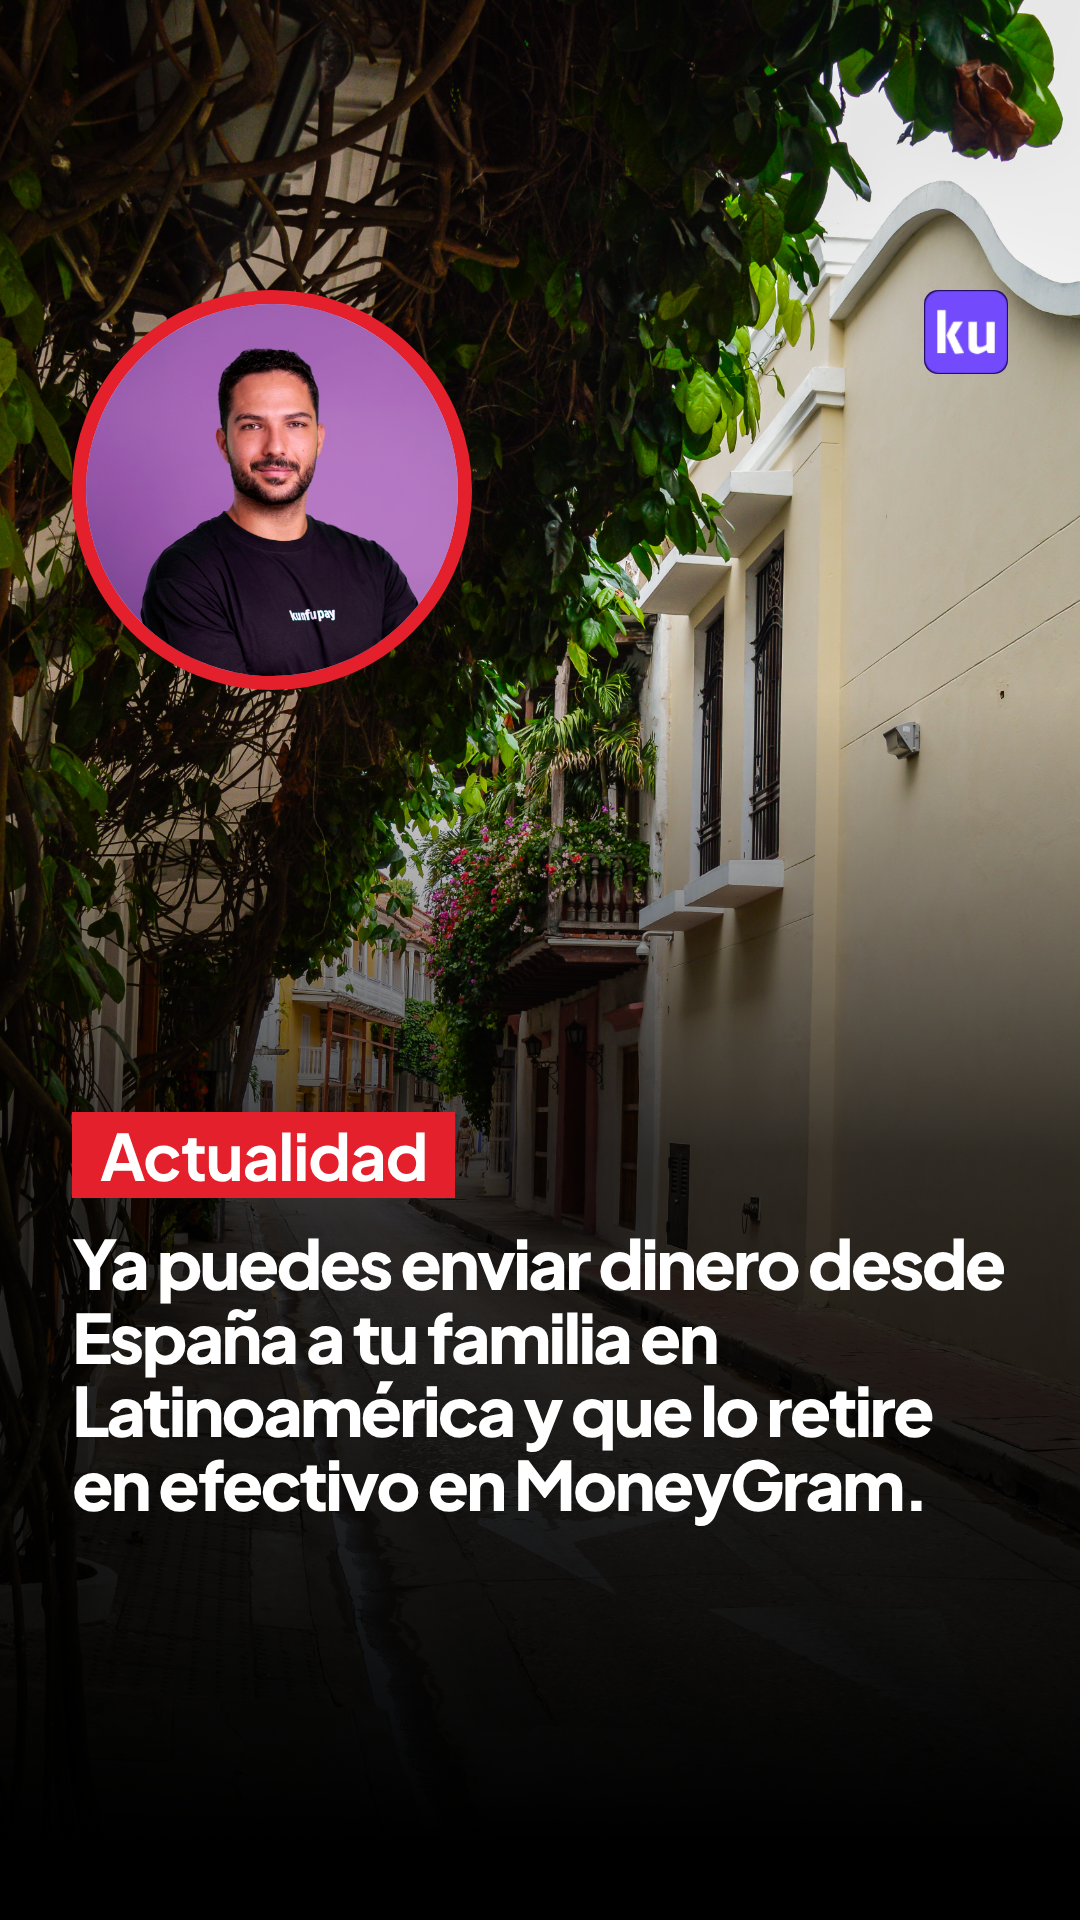 ku
kunfupay
Actualidad
Ya puedes enviar dinero desde
España a tu familia en
Latinoamérica y que lo retire
en efectivo en MoneyGram.